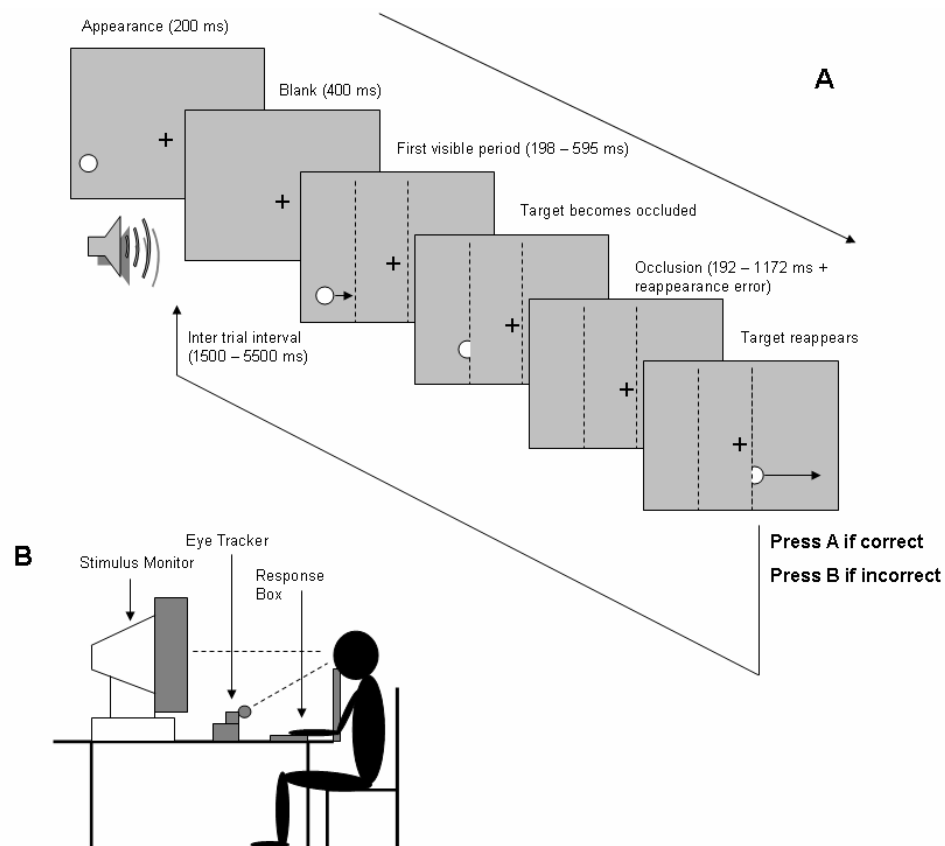 Appearance (200 ms)
A
Blank (400 ms)
First visible period (198 – 595 ms)
Target becomes occluded
Occlusion (192 – 1172 ms +
reappearance error)
Target reappears
Inter trial interval
(1500 – 5500 ms)
Press A if correct
Press B if incorrect
B
Eye Tracker
Stimulus Monitor
Response
Box